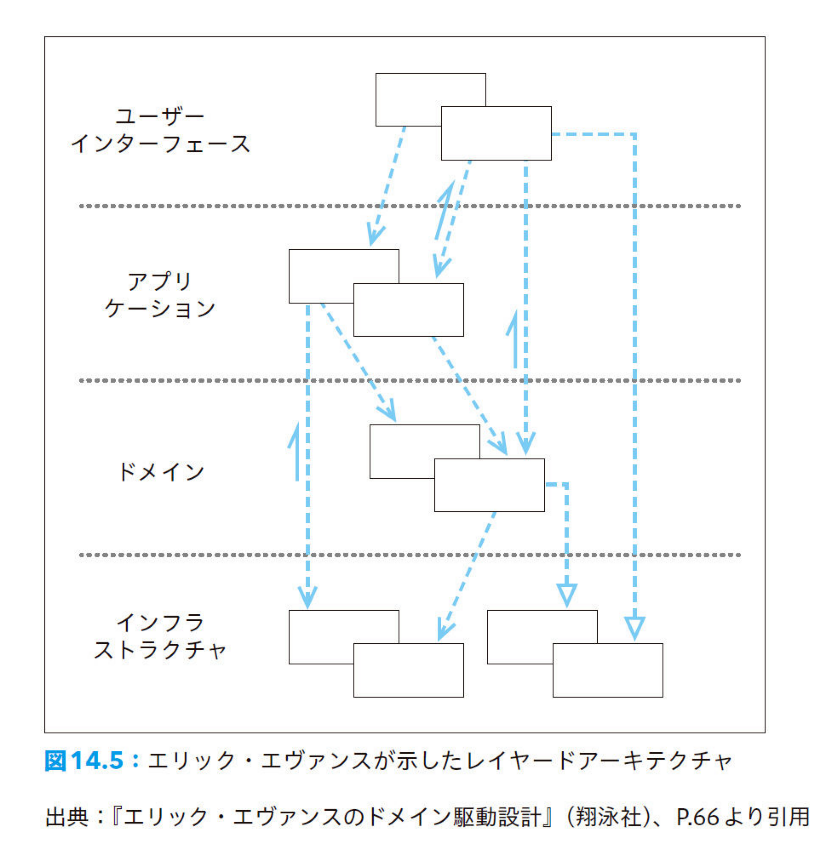 ユーザー
インターフェース
アプリ
ケーション
ドメイン
インフラ
ストラクチャ
図14.5：エリック・エヴァンスが示したレイヤードアーキテクチャ
出典：『エリック・エヴァンスのドメイン駆動設計』（翔泳社）、P.66より引用